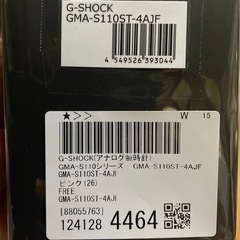 G-SHOCK
GMA-S110ST-4AJF
4 549526 393044
★>>
W
15
G-SHOCK(アナログ腕時計)
GMA-S110シリーズ GMA-S110ST-4AJF
GMA-S110ST-4AJF
ピンク(26)
FREE
GMA-S110ST-4AJF
[88055763]
124128 4464